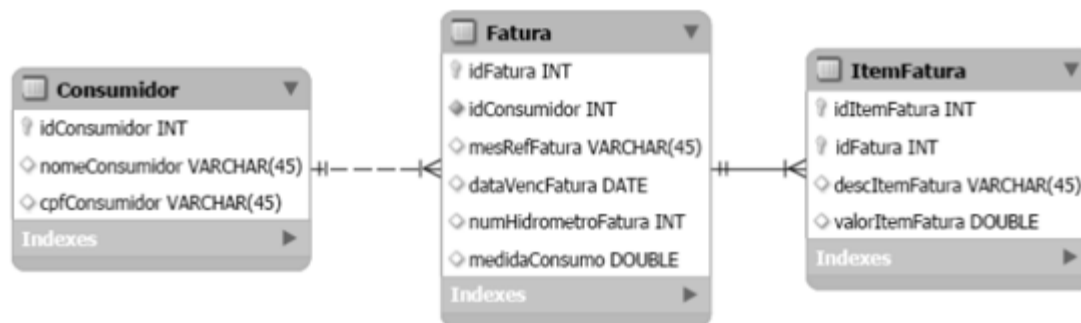 Consumidor
idConsumidor INT
nomeConsumidor VARCHAR(45)
cpfConsumidor VARCHAR(45)
Indexes
Fatura
idFatura INT
idConsumidor INT
mesRefFatura VARCHAR(45)
dataVencFatura DATE
numHidrometroFatura INT
medidaConsumo DOUBLE
Indexes
ItemFatura
idItemFatura INT
idFatura INT
descItemFatura VARCHAR(45)
valorItemFatura DOUBLE
Indexes